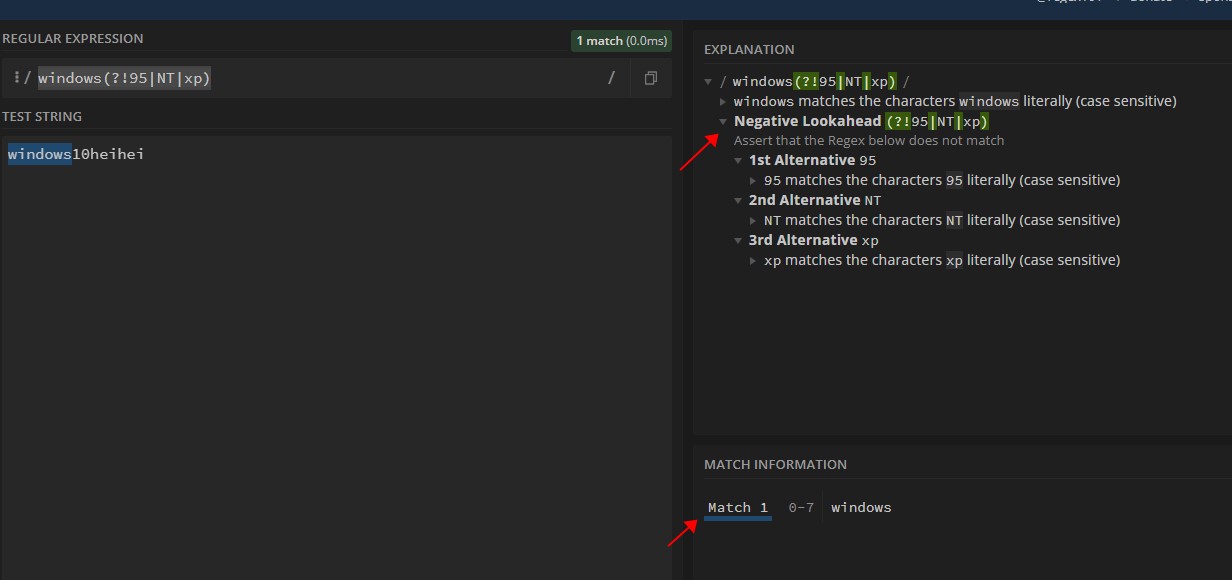 REGULAR EXPRESSION
1 match (0.0ms)
/ windows(?!95|NT|xp) /
TEST STRING
windows10heihei
EXPLANATION
/ windows(?!95|NT|xp) /
windows matches the characters windows literally (case sensitive)
Negative Lookahead (?!95|NT|xp)
Assert that the Regex below does not match
1st Alternative 95
95 matches the characters 95 literally (case sensitive)
2nd Alternative NT
NT matches the characters NT literally (case sensitive)
3rd Alternative xp
xp matches the characters xp literally (case sensitive)
MATCH INFORMATION
Match 1 0-7 windows